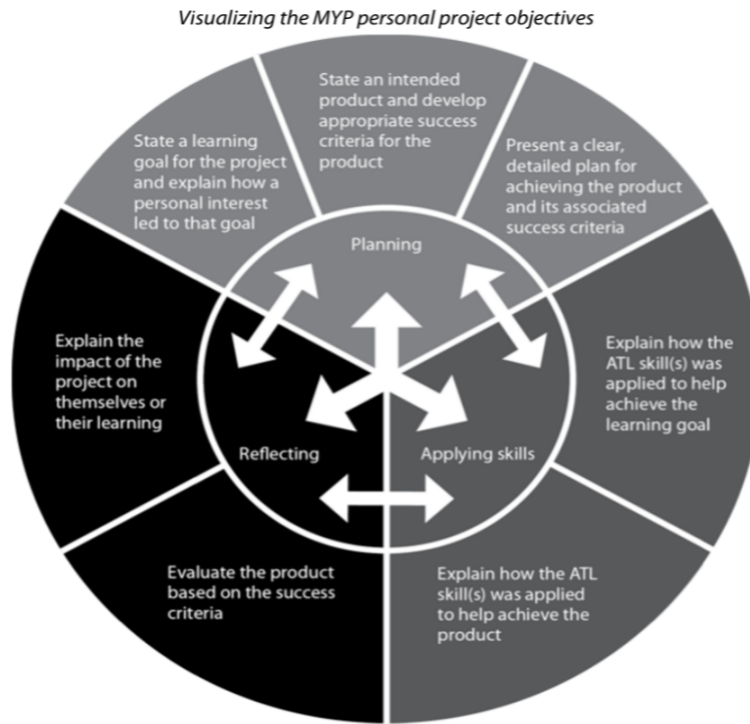 Visualizing the MYP personal project objectives
State a learning goal
for the project
and explain how a
personal interest
led to that goal
State an intended
product and develop
appropriate success
criteria for the
product
Present a clear,
detailed plan for
achieving the product
and its associated
success criteria
Planning
Explain the
impact of the
project on
themselves or
their learning
Explain how the
ATL skill(s) was
applied to help
achieve the
learning goal
Reflecting
Applying skills
Evaluate the product
based on the success
criteria
Explain how the ATL
skill(s) was applied
to help achieve the
product